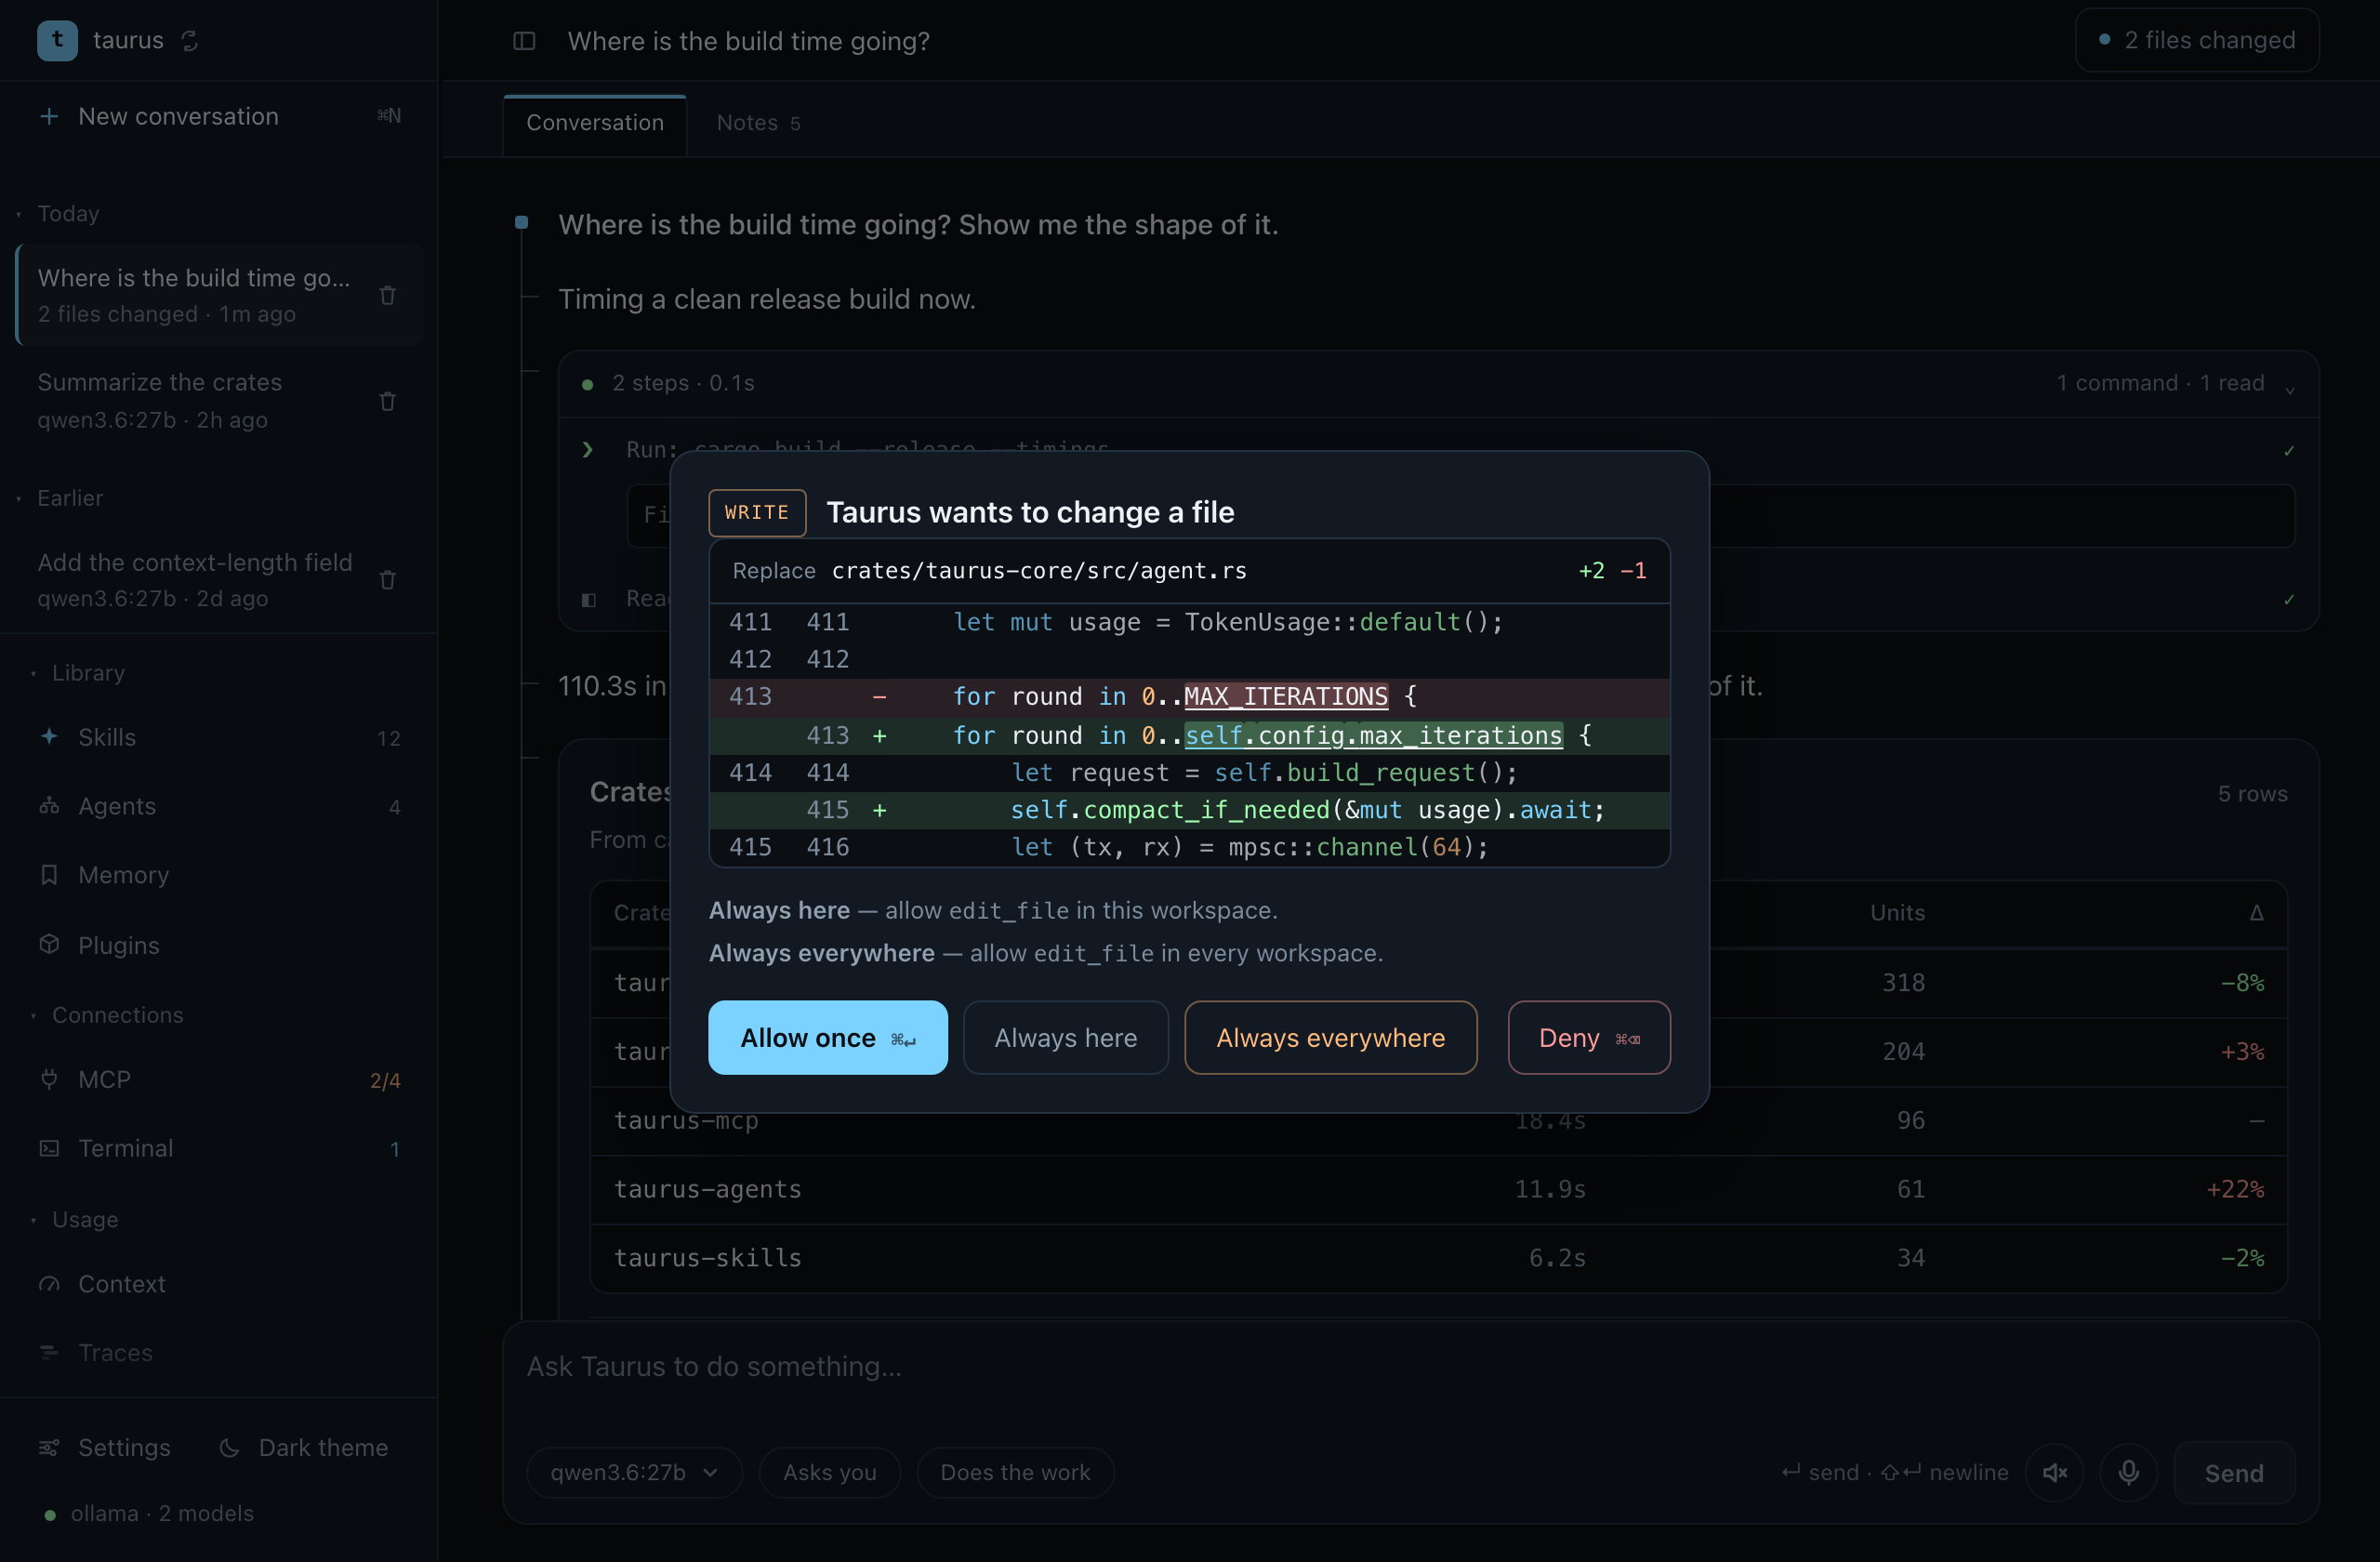 t taurus
New conversation ⌘N
Today
Where is the build time go...
2 files changed · 1m ago
Summarize the crates
qwen3.6:27b · 2h ago
Earlier
Add the context-length field
qwen3.6:27b · 2d ago
Library
Skills 12
Agents 4
Memory
Plugins
Connections
MCP 2/4
Terminal 1
Usage
Context
Traces
Settings Dark theme
ollama · 2 models
Where is the build time going? 2 files changed
Conversation Notes 5
Where is the build time going? Show me the shape of it.
Timing a clean release build now.
2 steps · 0.1s 1 command · 1 read
Run: cargo build --release --timings ✓
✓
110.3s in of it.
Crates 5 rows
From
Crate Units Δ
318 −8%
204 +3%
taurus-mcp 18.4s 96 —
taurus-agents 11.9s 61 +22%
taurus-skills 6.2s 34 −2%
WRITE Taurus wants to change a file
Replace crates/taurus-core/src/agent.rs +2 −1
411 411 let mut usage = TokenUsage::default();
412 412
413 − for round in 0..MAX_ITERATIONS {
413 + for round in 0..self.config.max_iterations {
414 414 let request = self.build_request();
415 + self.compact_if_needed(&mut usage).await;
415 416 let (tx, rx) = mpsc::channel(64);
Always here — allow edit_file in this workspace.
Always everywhere — allow edit_file in every workspace.
Allow once ⌘↵ Always here Always everywhere Deny ⌘⌫
Ask Taurus to do something...
qwen3.6:27b Asks you Does the work ↵ send · ⇧↵ newline Send